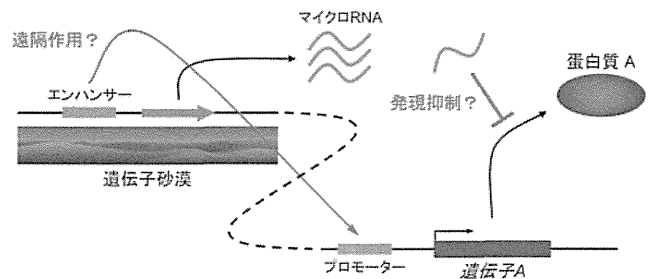 マイクロRNA
遠隔作用？
蛋白質 A
エンハンサー
発現抑制？
遺伝子砂漠
プロモーター
遺伝子A